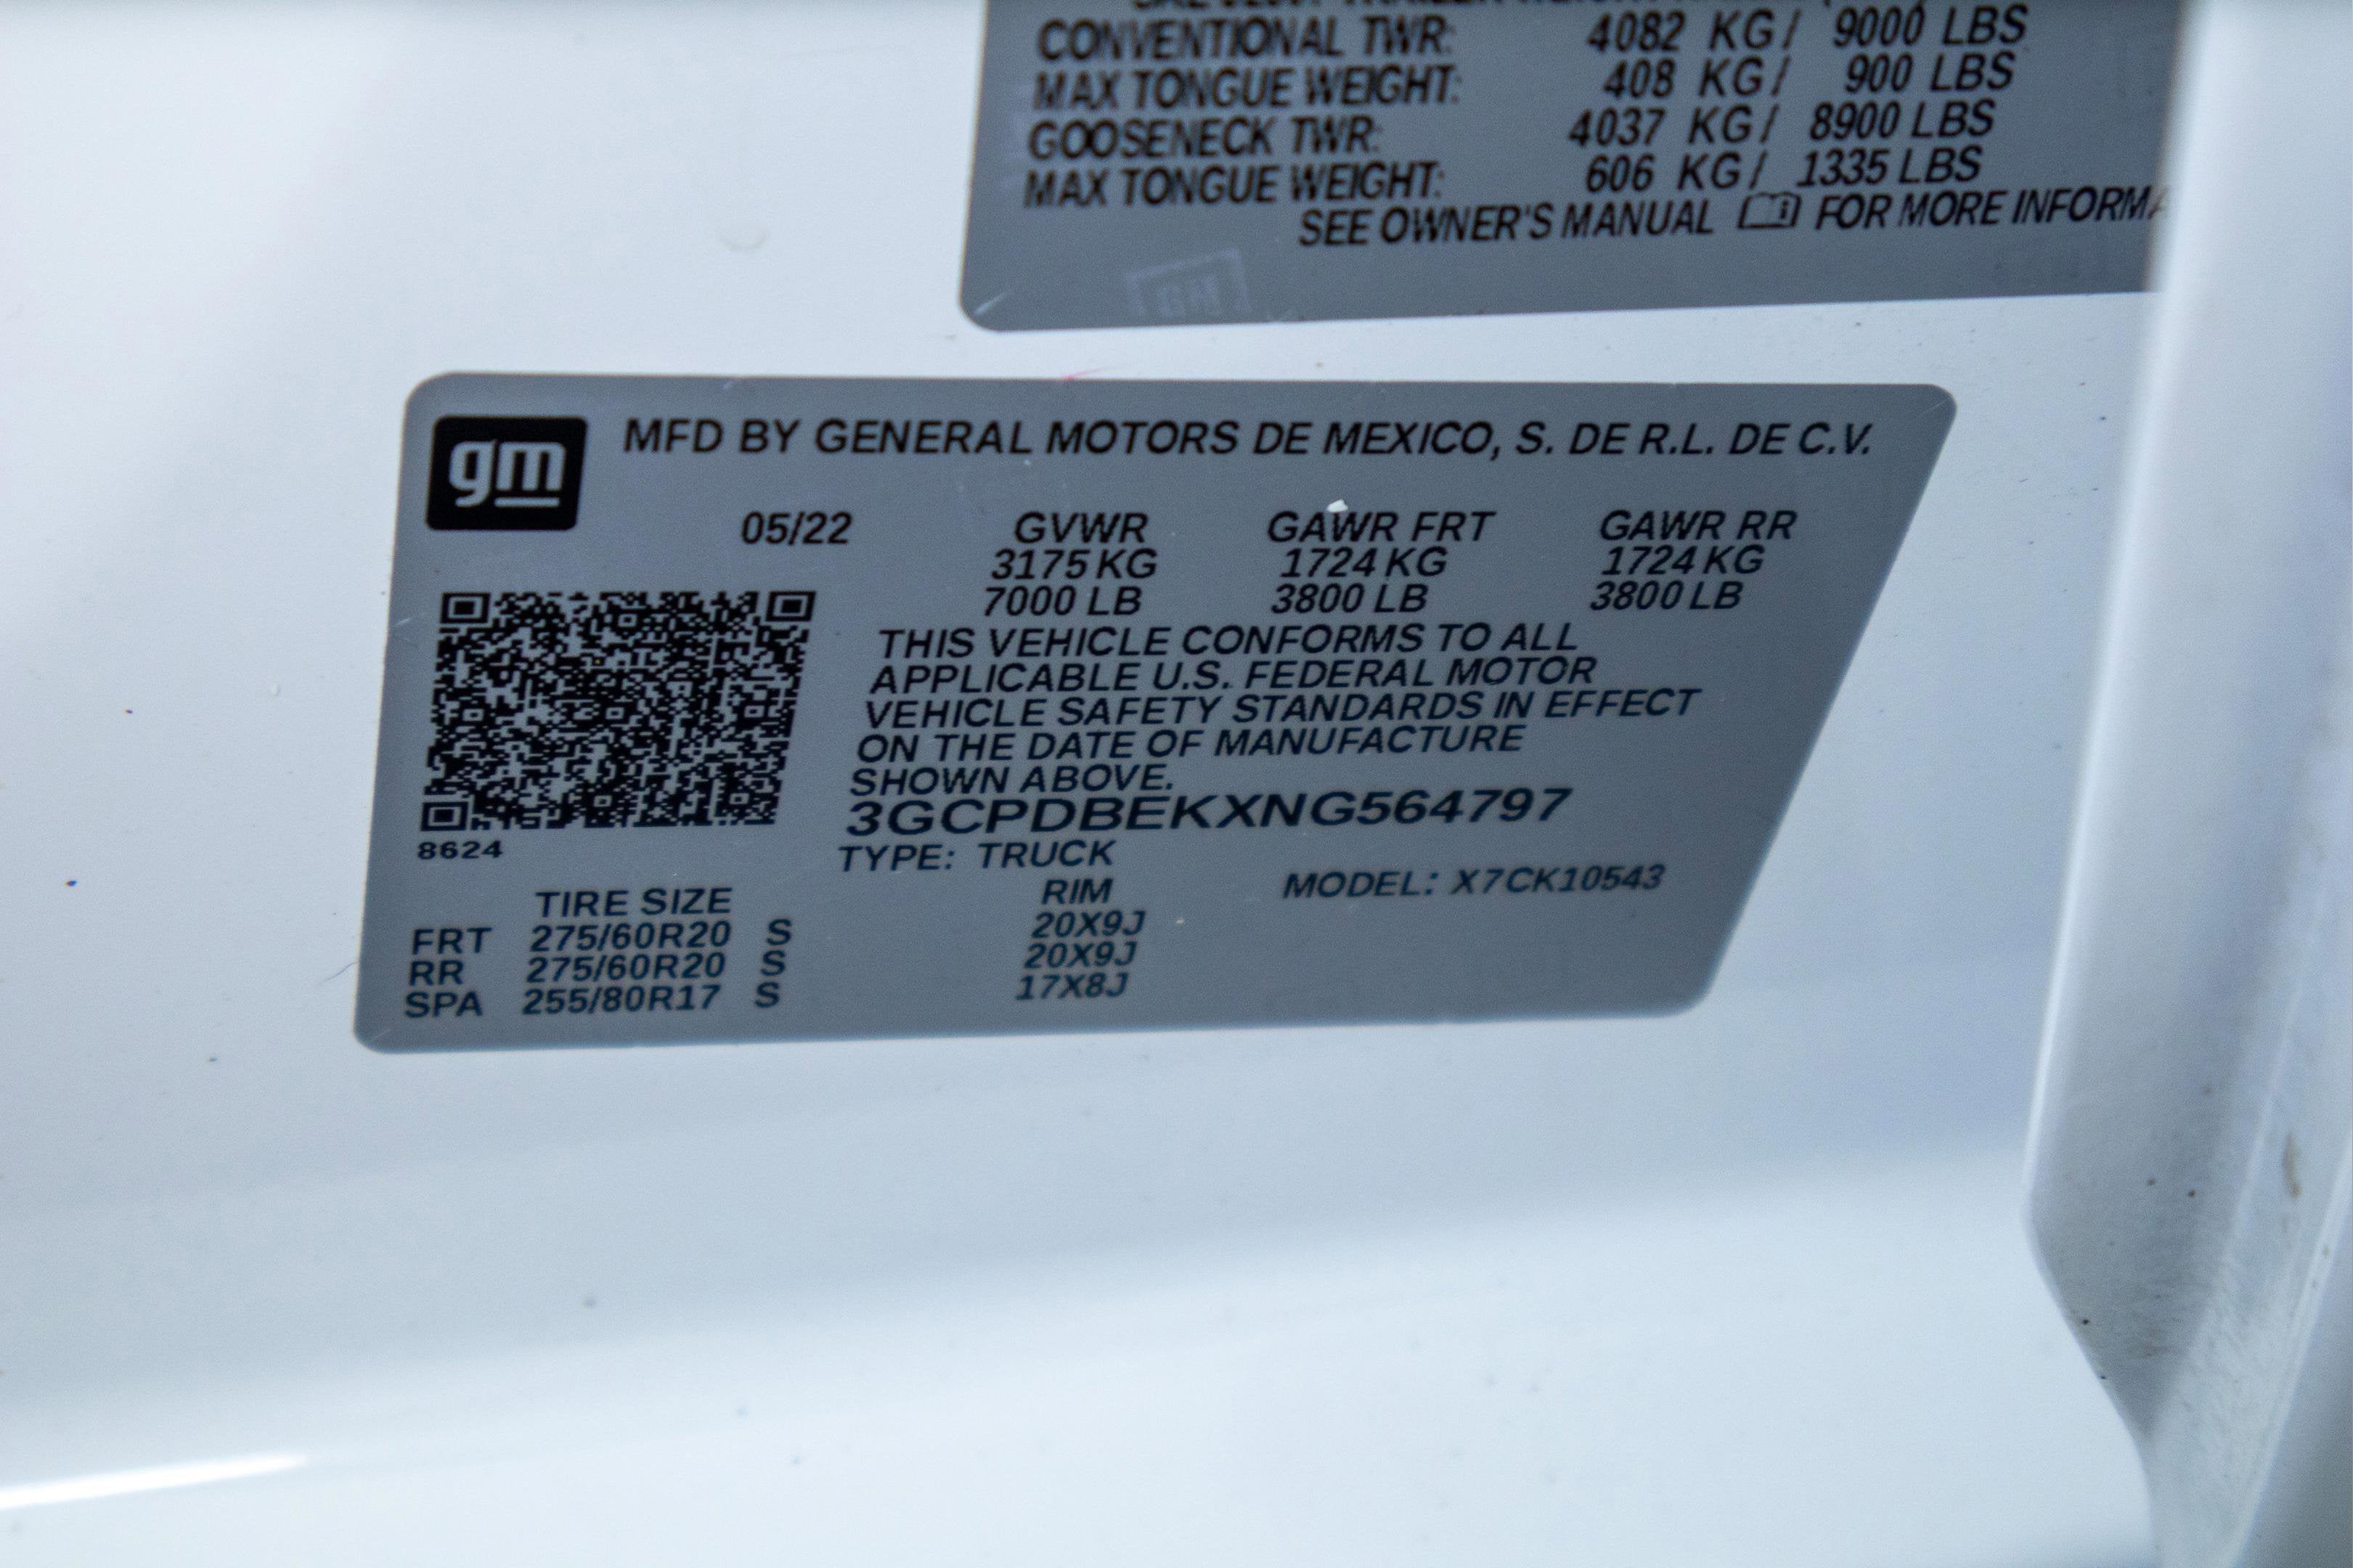 CONVENTIONAL TWR: 4082 KG/ 9000 LBS
MAX TONGUE WEIGHT: 408 KG/ 900 LBS
GOOSENECK TWR: 4037 KG/ 8900 LBS
MAX TONGUE WEIGHT: 606 KG/ 1335 LBS
SEE OWNER'S MANUAL FOR MORE INFORMA
gm
MFD BY GENERAL MOTORS DE MEXICO, S. DE R.L. DE C.V.
05/22 GVWR GAWR FRT GAWR RR
3175 KG 1724 KG 1724 KG
7000 LB 3800 LB 3800 LB
THIS VEHICLE CONFORMS TO ALL
APPLICABLE U.S. FEDERAL MOTOR
VEHICLE SAFETY STANDARDS IN EFFECT
ON THE DATE OF MANUFACTURE
SHOWN ABOVE.
3GCPDBEKXNG564797
8624
TYPE: TRUCK
MODEL: X7CK10543
TIRE SIZE RIM
FRT 275/60R20 S 20X9J
RR 275/60R20 S 20X9J
SPA 255/80R17 S 17X8J